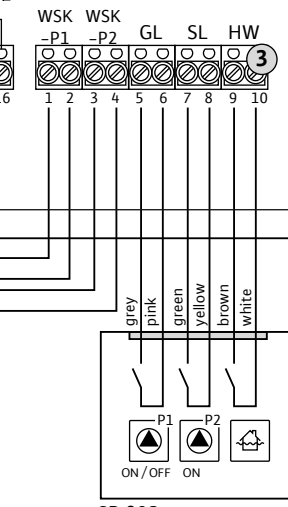 WSK WSK
-P1 -P2 GL SL HW
3
1 2 3 4 5 6 7 8 9 10
grey
pink
green
yellow
brown
white
P1 P2
ON/OFF ON